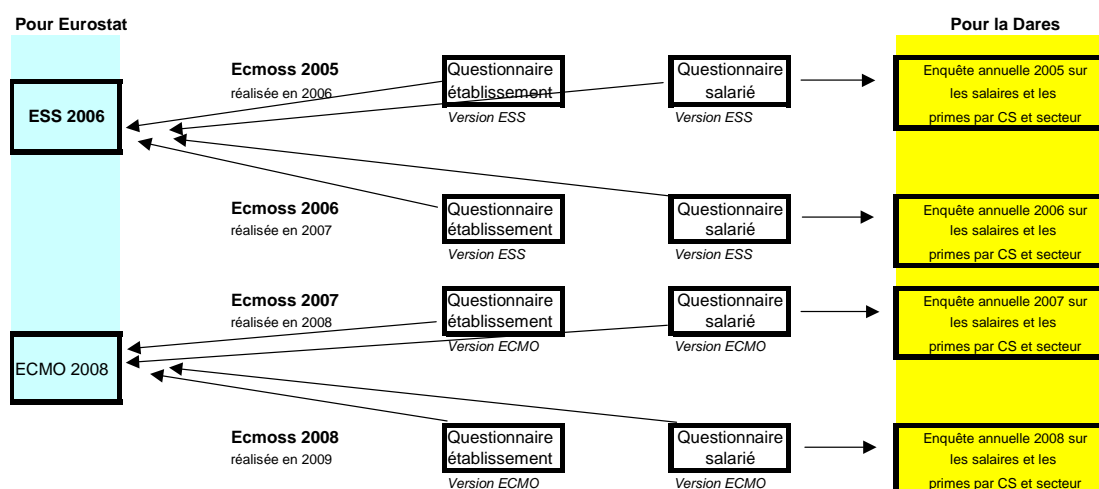 Pour Eurostat
Pour la Dares
Ecmoss 2005
réalisée en 2006
Questionnaire
établissement
Version ESS
Questionnaire
salarié
Version ESS
Enquête annuelle 2005 sur
les salaires et les
primes par CS et secteur
ESS 2006
Ecmoss 2006
réalisée en 2007
Questionnaire
établissement
Version ESS
Questionnaire
salarié
Version ESS
Enquête annuelle 2006 sur
les salaires et les
primes par CS et secteur
Ecmoss 2007
réalisée en 2008
Questionnaire
établissement
Version ECMO
Questionnaire
salarié
Version ECMO
Enquête annuelle 2007 sur
les salaires et les
primes par CS et secteur
ECMO 2008
Ecmoss 2008
réalisée en 2009
Questionnaire
établissement
Version ECMO
Questionnaire
salarié
Version ECMO
Enquête annuelle 2008 sur
les salaires et les
primes par CS et secteur